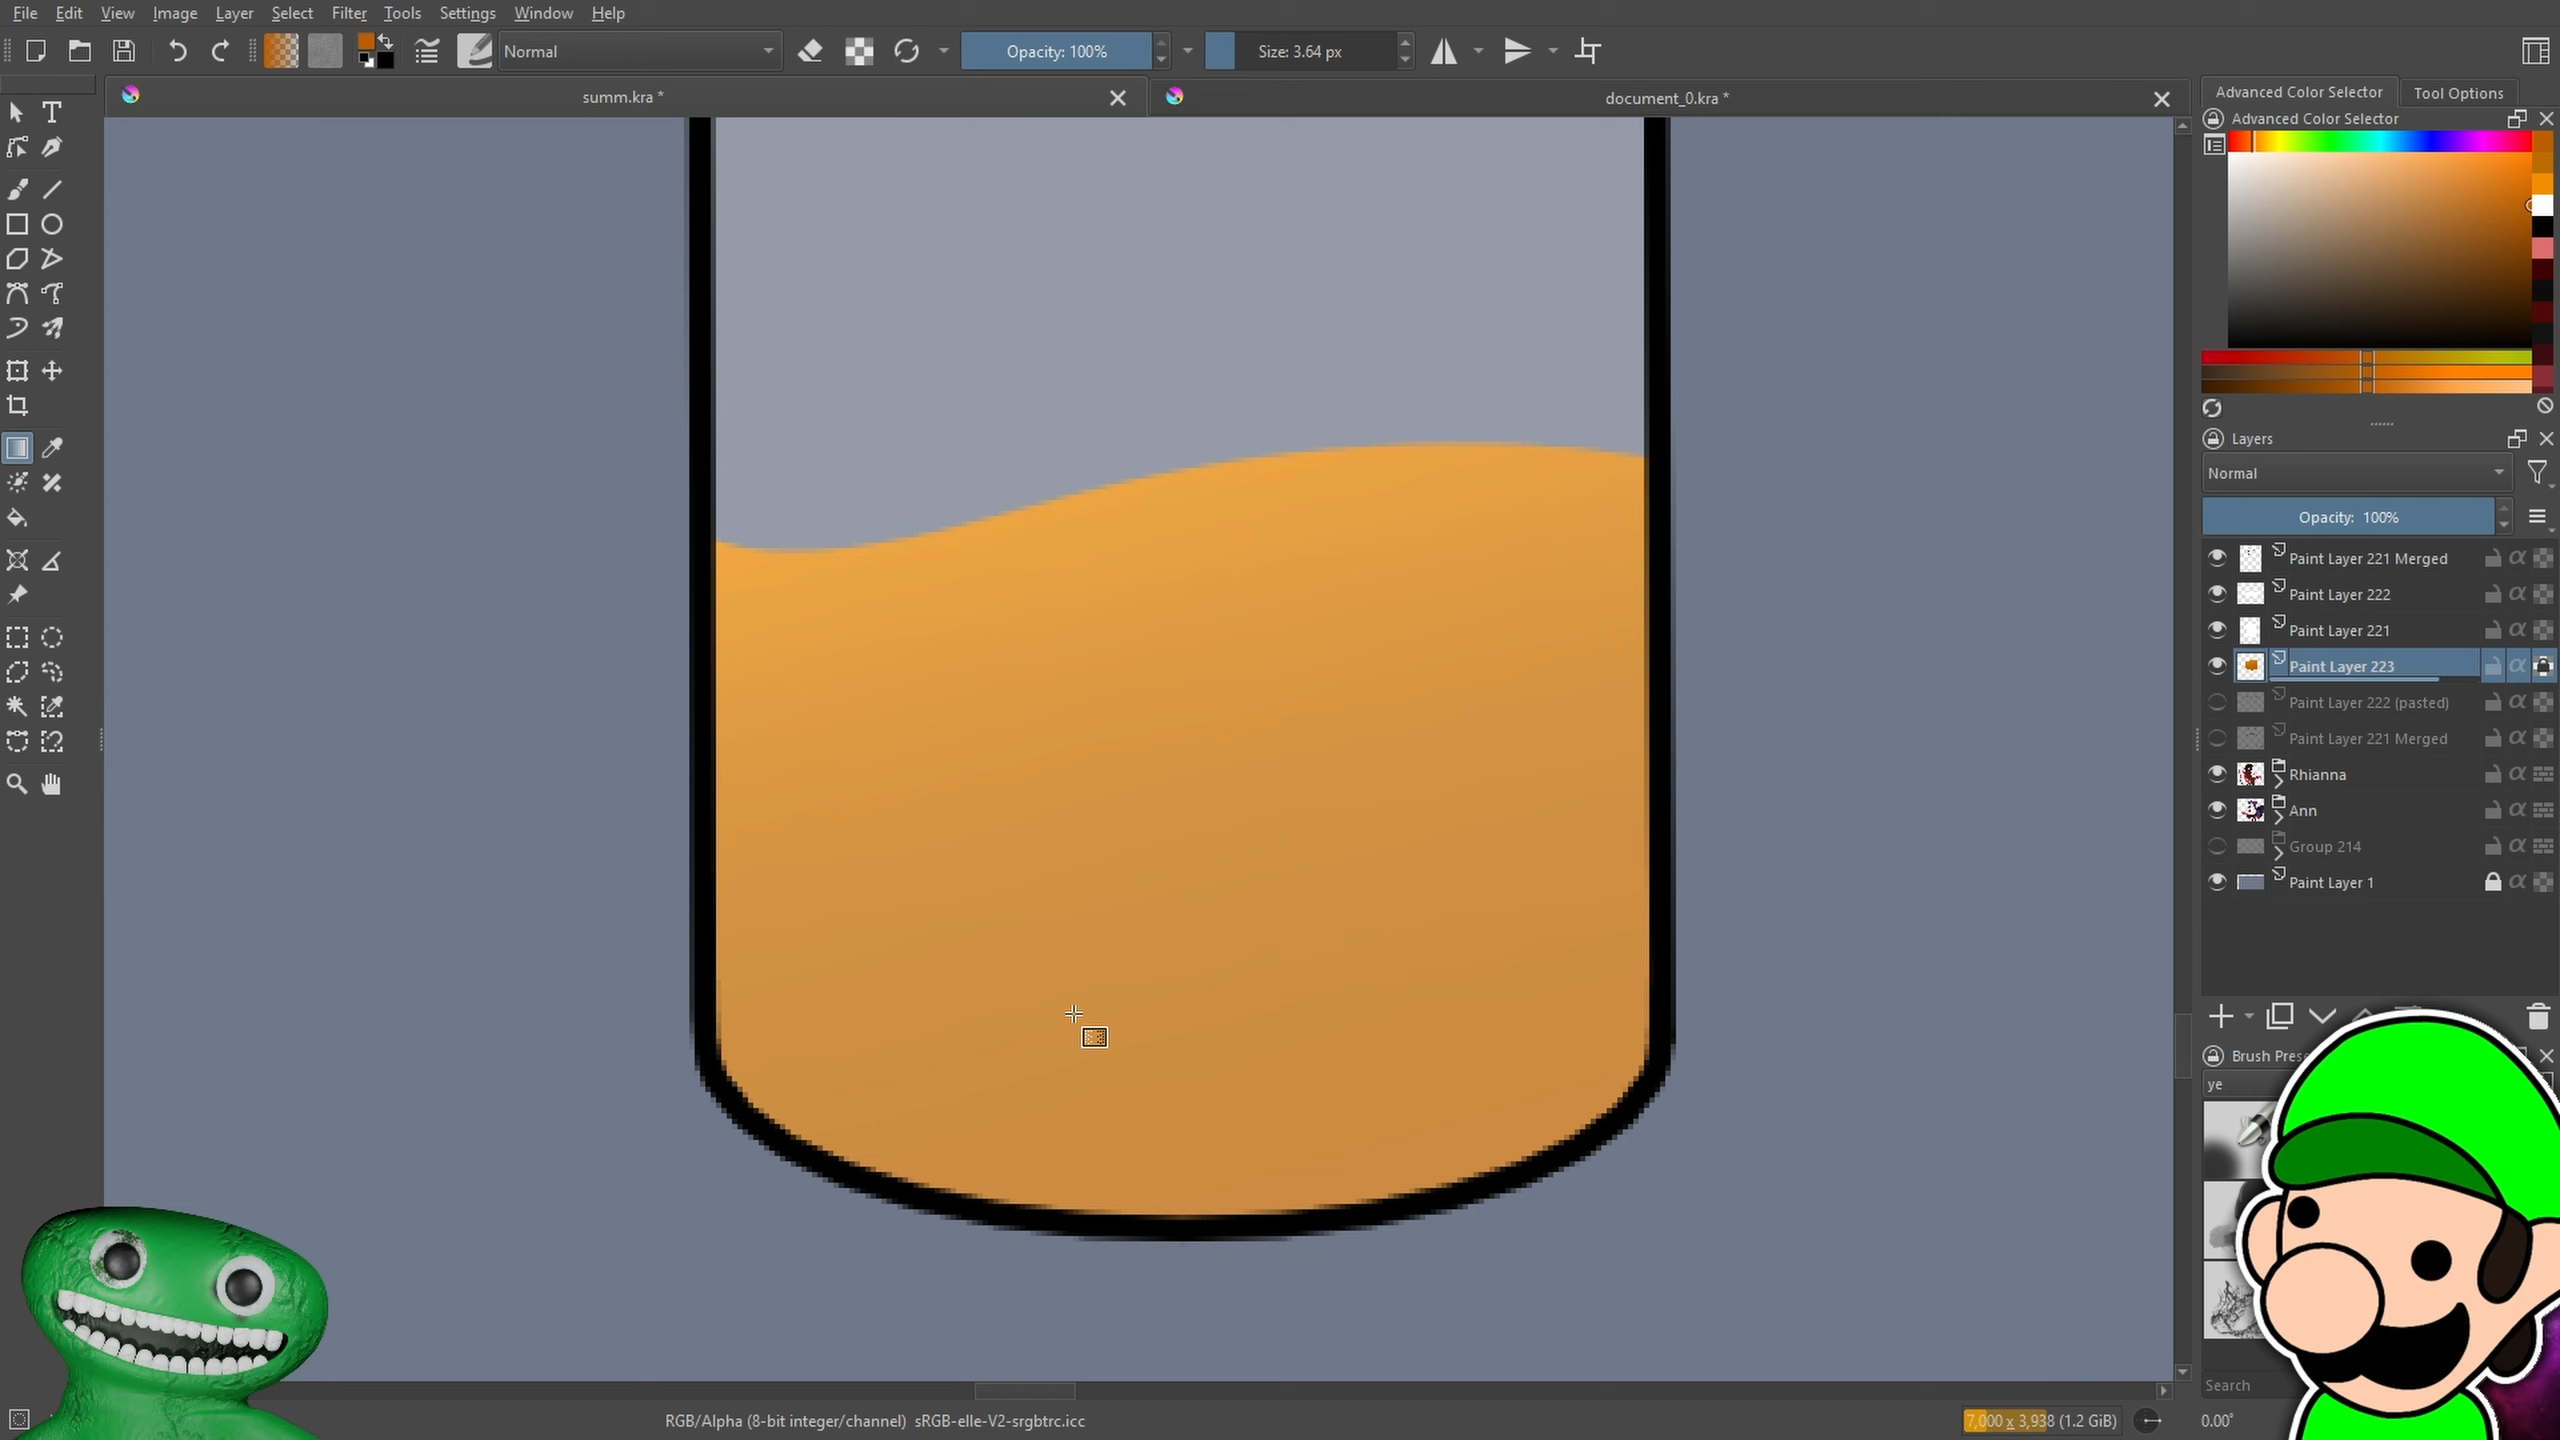 File Edit View Image Layer Select Filter Tools Settings Window Help
Normal
Opacity: 100%
Size: 3.64 px
summ.kra *
document_0.kra *
Advanced Color Selector
Tool Options
Advanced Color Selector
Layers
Normal
Opacity: 100%
Paint Layer 221 Merged
Paint Layer 222
Paint Layer 221
Paint Layer 223
Paint Layer 222 (pasted)
Paint Layer 221 Merged
Rhianna
Ann
Group 214
Paint Layer 1
Brush Pres
ye
Search
RGB/Alpha (8-bit integer/channel) sRGB-elle-V2-srgbtrc.icc
7,000 x 3,938 (1.2 GiB)
0.00°